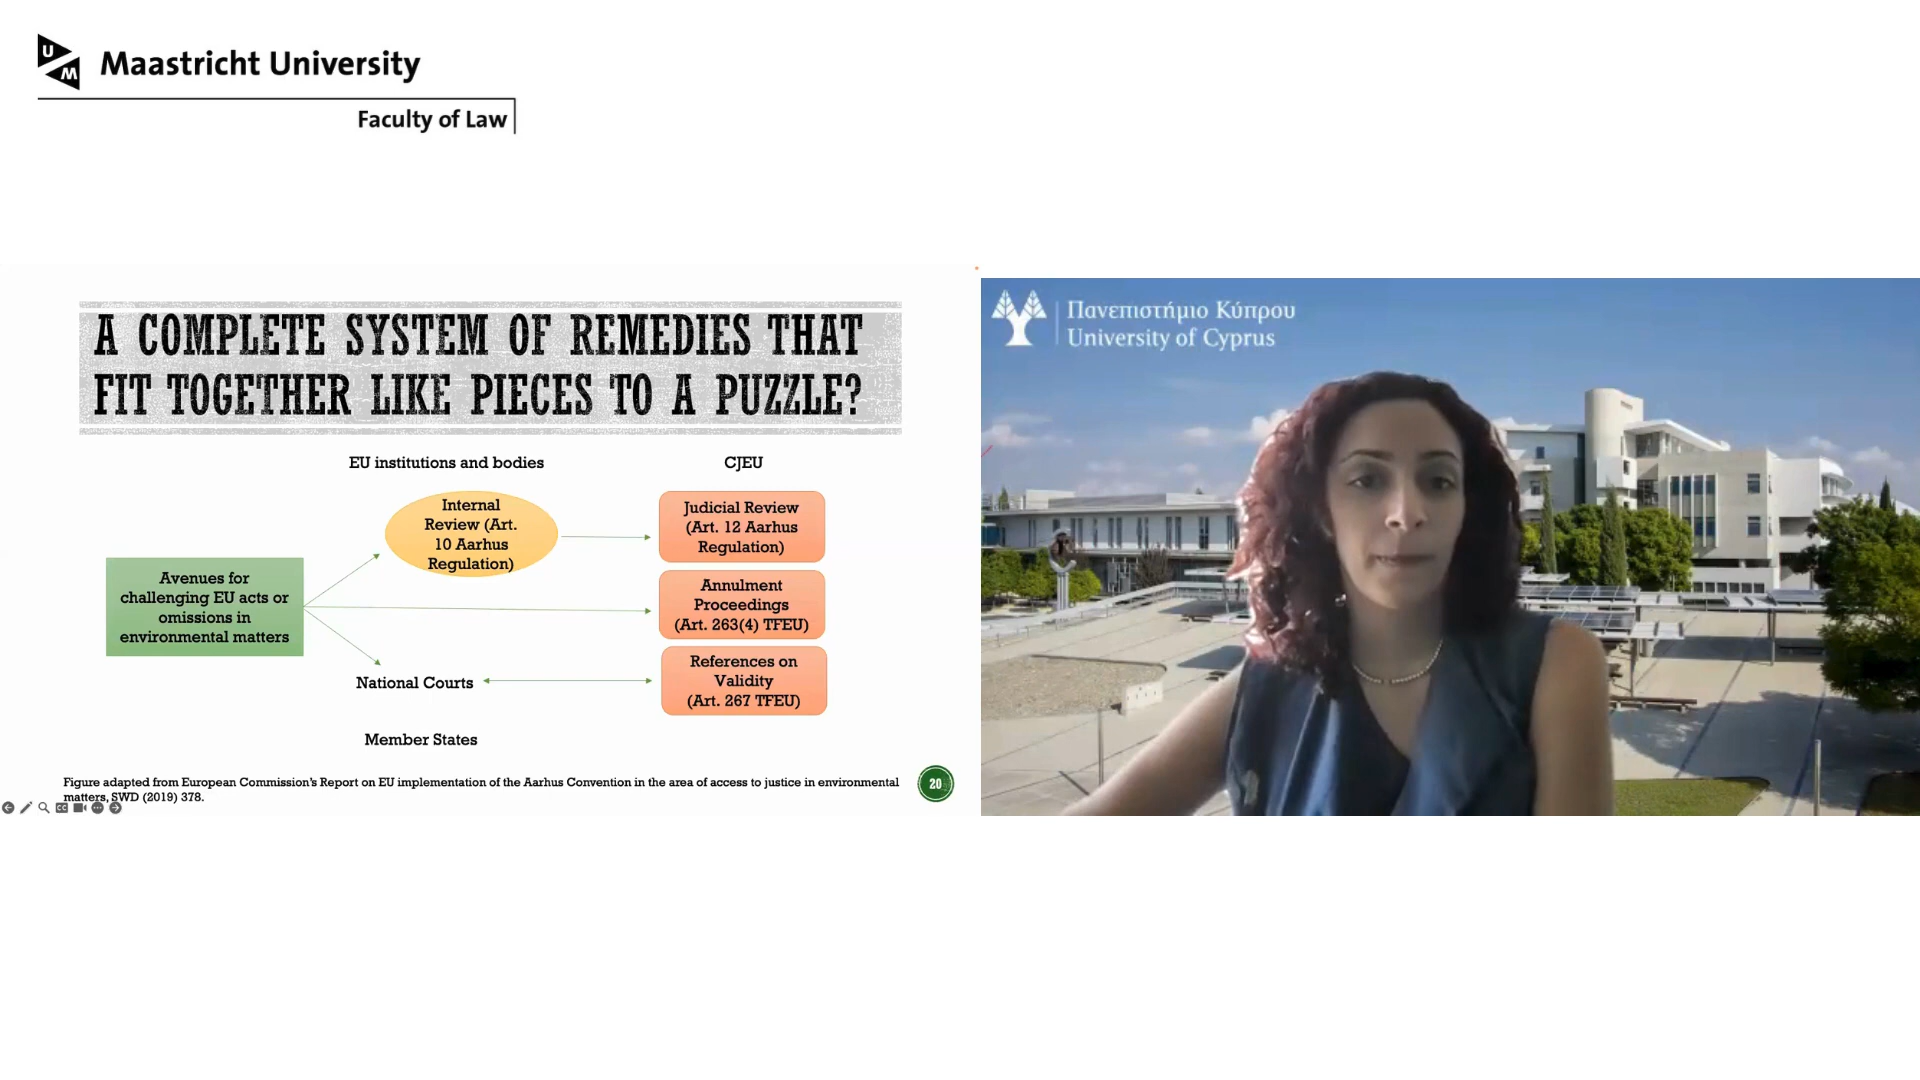 U
M
Maastricht University
Faculty of Law
A COMPLETE SYSTEM OF REMEDIES THAT
FIT TOGETHER LIKE PIECES TO A PUZZLE?
EU institutions and bodies
CJEU
Internal
Review (Art.
10 Aarhus
Regulation)
Judicial Review
(Art. 12 Aarhus
Regulation)
Avenues for
challenging EU acts or
omissions in
environmental matters
Annulment
Proceedings
(Art. 263(4) TFEU)
National Courts
References on
Validity
(Art. 267 TFEU)
Member States
Figure adapted from European Commission's Report on EU implementation of the Aarhus Convention in the area of access to justice in environmental
matters, SWD (2019) 378.
20
CC
Πανεπιστήμιο Κύπρου
University of Cyprus